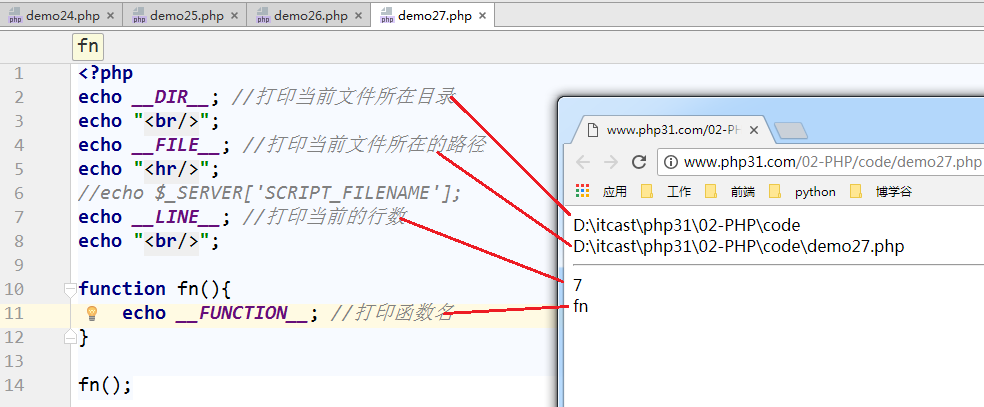 demo24.php demo25.php demo26.php demo27.php
fn
1 <?php
2 echo __DIR__; //打印当前文件所在目录
3 echo "<br/>";
4 echo __FILE__; //打印当前文件所在的路径
5 echo "<hr/>";
6 //echo $_SERVER['SCRIPT_FILENAME'];
7 echo __LINE__; //打印当前的行数
8 echo "<br/>";
9
10 function fn(){
11 echo __FUNCTION__; //打印函数名
12 }
13
14 fn();
www.php31.com/02-PH
www.php31.com/02-PHP/code/demo27.php
应用 工作 前端 python 博学谷
D:\itcast\php31\02-PHP\code
D:\itcast\php31\02-PHP\code\demo27.php
7
fn